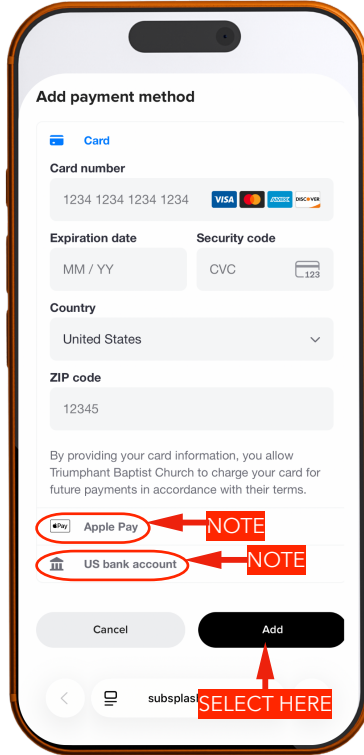 Add payment method
Card
Card number
1234 1234 1234 1234 VISA AMEX DISCOVER
Expiration date Security code
MM / YY CVC 123
Country
United States
ZIP code
12345
By providing your card information, you allow
Triumphant Baptist Church to charge your card for
future payments in accordance with their terms.
Pay Apple Pay NOTE
US bank account NOTE
Cancel Add
subsplas SELECT HERE